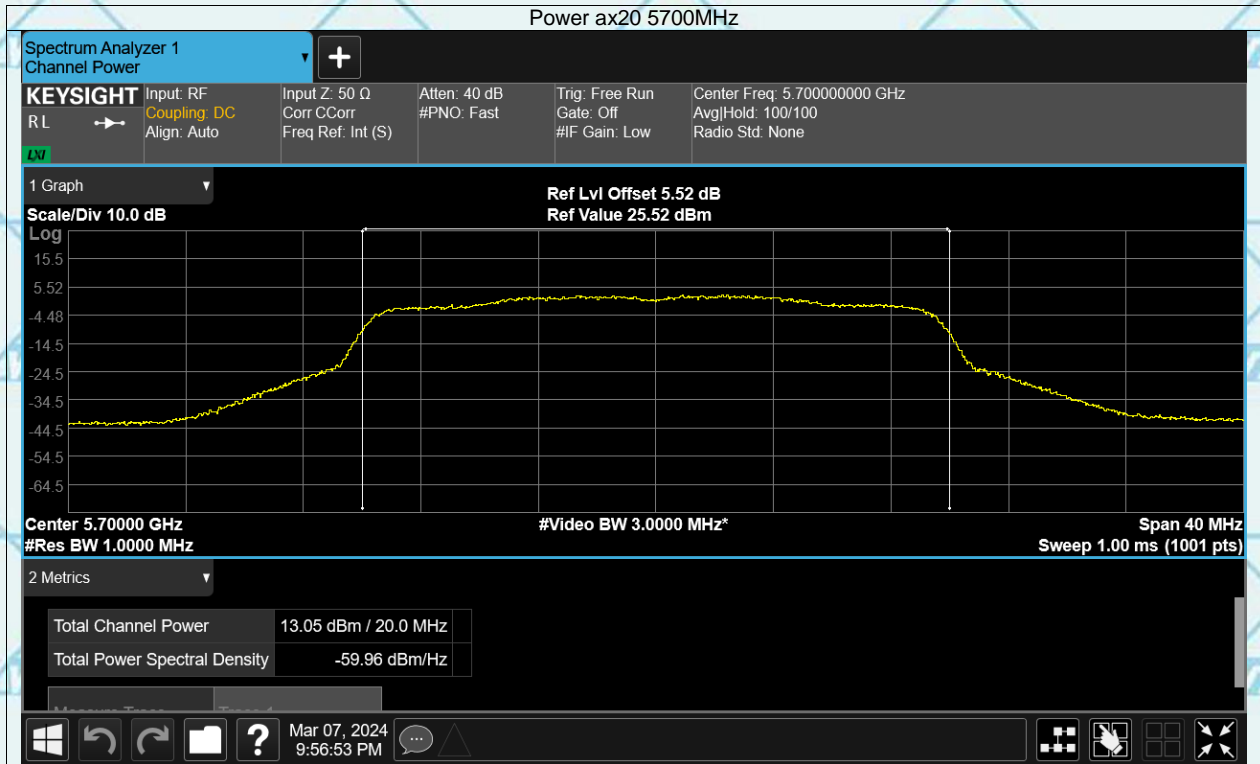 Power ax20 5700MHz
Spectrum Analyzer 1
Channel Power
KEYSIGHT
R L
LXI
Input: RF
Coupling: DC
Align: Auto
Input Z: 50 Ω
Corr CCorr
Freq Ref: Int (S)
Atten: 40 dB
#PNO: Fast
Trig: Free Run
Gate: Off
#IF Gain: Low
Center Freq: 5.700000000 GHz
Avg|Hold: 100/100
Radio Std: None
1 Graph
Ref Lvl Offset 5.52 dB
Scale/Div 10.0 dB
Ref Value 25.52 dBm
Log
15.5
5.52
-4.48
-14.5
-24.5
-34.5
-44.5
-54.5
-64.5
Center 5.70000 GHz
#Video BW 3.0000 MHz*
Span 40 MHz
#Res BW 1.0000 MHz
Sweep 1.00 ms (1001 pts)
2 Metrics
Total Channel Power 13.05 dBm / 20.0 MHz
Total Power Spectral Density -59.96 dBm/Hz
Mar 07, 2024
9:56:53 PM